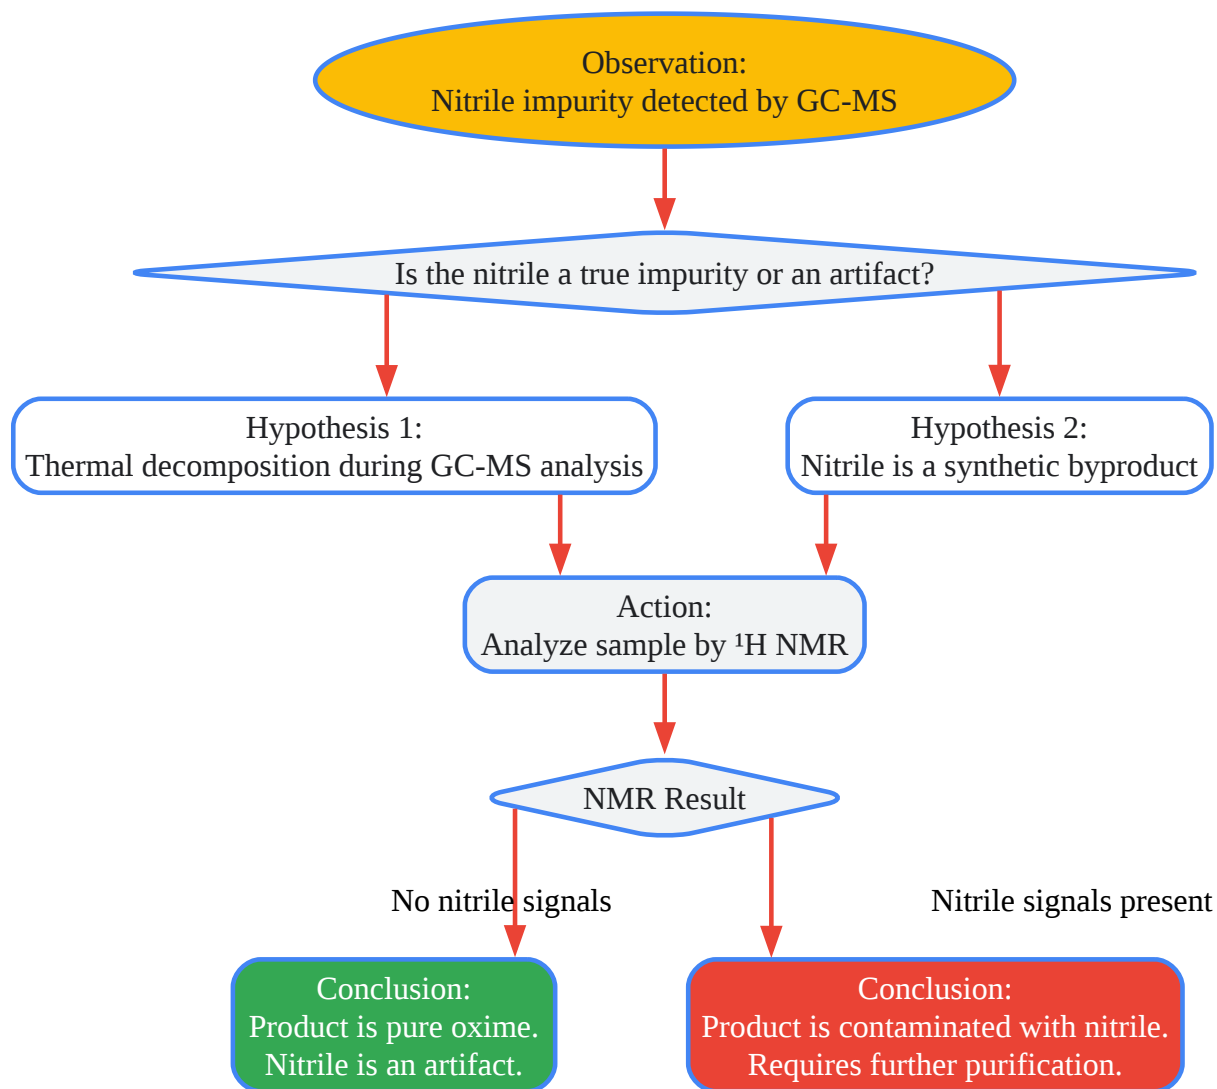 Observation:
Nitrile impurity detected by GC-MS
Is the nitrile a true impurity or an artifact?
Hypothesis 1:
Thermal decomposition during GC-MS analysis
Hypothesis 2:
Nitrile is a synthetic byproduct
Action:
Analyze sample by ¹H NMR
NMR Result
No nitrile signals
Nitrile signals present
Conclusion:
Product is pure oxime.
Nitrile is an artifact.
Conclusion:
Product is contaminated with nitrile.
Requires further purification.